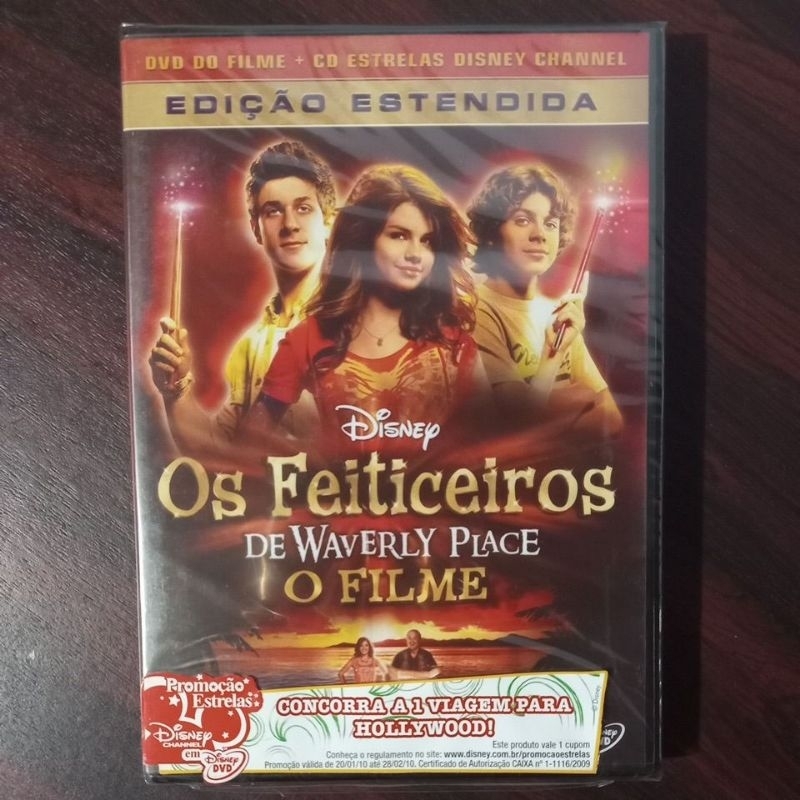 DVD DO FILME + CD ESTRELAS DISNEY CHANNEL
EDIÇÃO ESTENDIDA
DISNEY
Os Feiticeiros
DE WAVERLY PLACE
O FILME
© Disney
Promoção
Estrelas
DISNEY
CHANNEL
em
DISNEY
DVD
CONCORRA A 1 VIAGEM PARA
HOLLYWOOD!
Este produto vale 1 cupom
Conheça o regulamento no site: www.disney.com.br/promocaoestrelas
Promoção válida de 20/01/10 até 28/02/10. Certificado de Autorização CAIXA nº 1-1116/2009
DVD